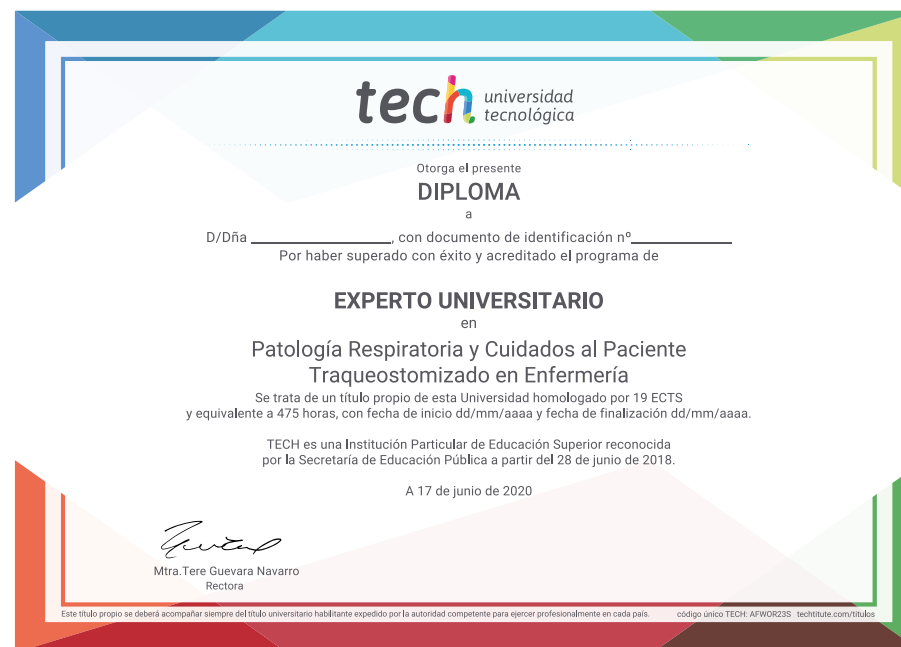 tech universidad
tecnológica
Otorga el presente
DIPLOMA
a
D/Dña ____________________, con documento de identificación nº______________
Por haber superado con éxito y acreditado el programa de
EXPERTO UNIVERSITARIO
en
Patología Respiratoria y Cuidados al Paciente
Traqueostomizado en Enfermería
Se trata de un título propio de esta Universidad homologado por 19 ECTS
y equivalente a 475 horas, con fecha de inicio dd/mm/aaaa y fecha de finalización dd/mm/aaaa.
TECH es una Institución Particular de Educación Superior reconocida
por la Secretaría de Educación Pública a partir del 28 de junio de 2018.
A 17 de junio de 2020
Mtra.Tere Guevara Navarro
Rectora
Este título propio se deberá acompañar siempre del título universitario habilitante expedido por la autoridad competente para ejercer profesionalmente en cada país. código único TECH: AFWOR23S techtitute.com/titulos